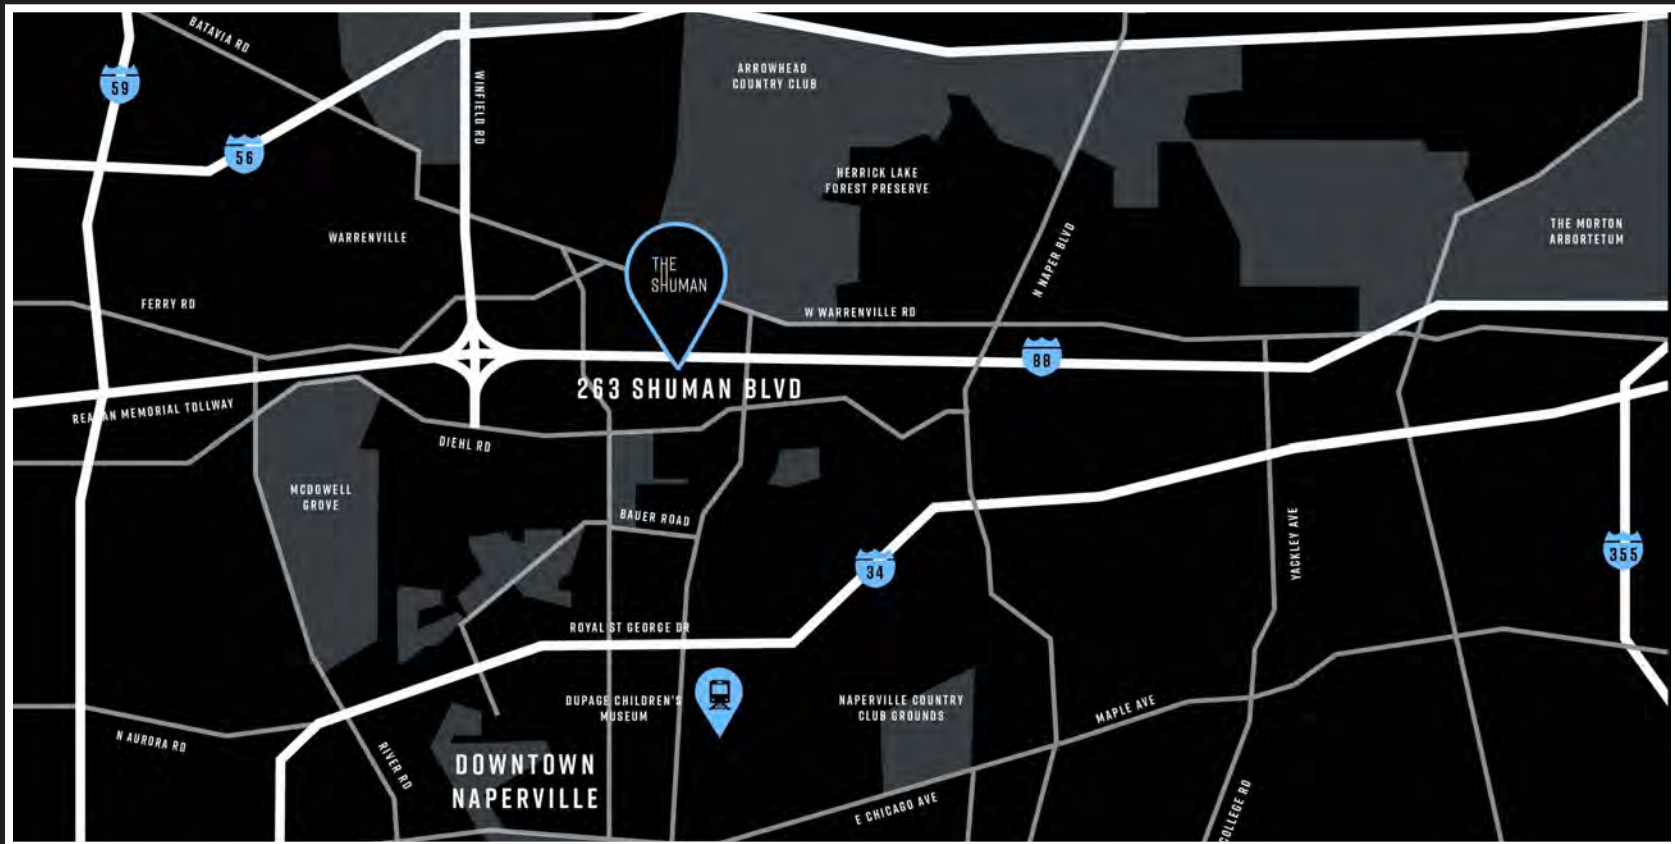 BATAVIA RD
59
56
WINFIELD RD
ARROWHEAD
COUNTRY CLUB
HERRICK LAKE
FOREST PRESERVE
THE MORTON
ARBORTETUM
WARRENVILLE
N NAPER BLVD
THE
SHUMAN
FERRY RD
W WARRENVILLE RD
88
263 SHUMAN BLVD
REAGAN MEMORIAL TOLLWAY
DIEHL RD
MCDOWELL
GROVE
BAUER ROAD
YACKLEY AVE
355
34
ROYAL ST GEORGE DR
DUPAGE CHILDREN'S
MUSEUM
NAPERVILLE COUNTRY
CLUB GROUNDS
MAPLE AVE
N AURORA RD
RIVER RD
DOWNTOWN
NAPERVILLE
E CHICAGO AVE
COLLEGE RD